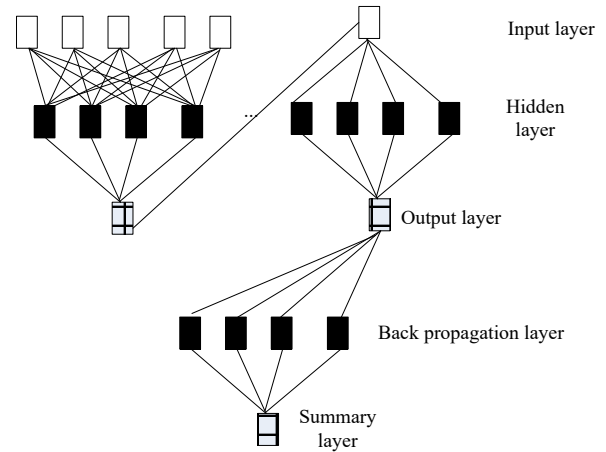 Input layer
Hidden
layer
...
Output layer
Back propagation layer
Summary
layer